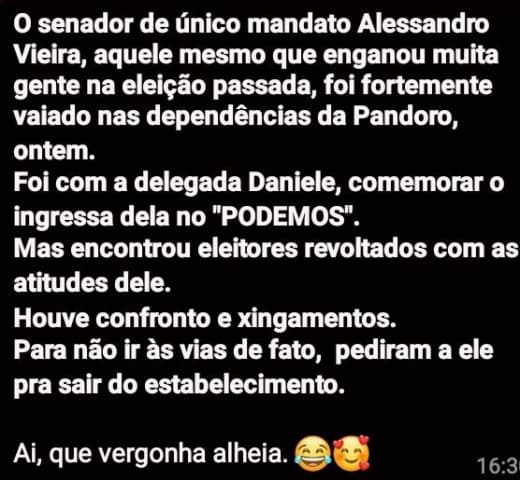 O senador de único mandato Alessandro
Vieira, aquele mesmo que enganou muita
gente na eleição passada, foi fortemente
vaiado nas dependências da Pandoro,
ontem.
Foi com a delegada Daniele, comemorar o
ingressa dela no "PODEMOS".
Mas encontrou eleitores revoltados com as
atitudes dele.
Houve confronto e xingamentos.
Para não ir às vias de fato,  pediram a ele
pra sair do estabelecimento.
Ai, que vergonha alheia. 😂🥰